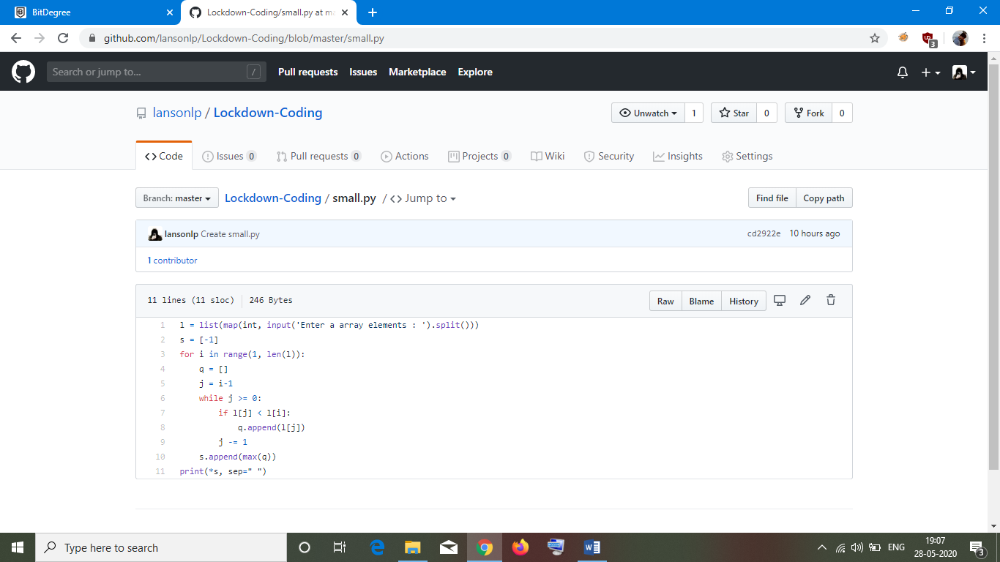 BitDegree
Lockdown-Coding/small.py at ma
github.com/lansonlp/Lockdown-Coding/blob/master/small.py
3
Search or jump to... /
Pull requests Issues Marketplace Explore
lansonlp / Lockdown-Coding
Unwatch 1 Star 0 Fork 0
Code Issues 0 Pull requests 0 Actions Projects 0 Wiki Security Insights Settings
Branch: master Lockdown-Coding / small.py / <> Jump to Find file Copy path
lansonlp Create small.py cd2922e 10 hours ago
1 contributor
11 lines (11 sloc) 246 Bytes Raw Blame History
1 l = list(map(int, input('Enter a array elements : ').split()))
2 s = [-1]
3 for i in range(1, len(l)):
4     q = []
5     j = i-1
6     while j >= 0:
7         if l[j] < l[i]:
8             q.append(l[j])
9         j -= 1
10     s.append(max(q))
11 print(*s, sep=" ")
Type here to search
ENG
19:07
28-05-2020
3